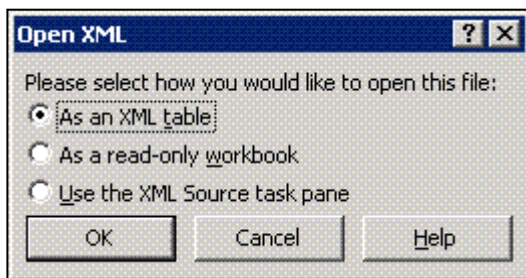 Open XML
Please select how you would like to open this file:
As an XML table
As a read-only workbook
Use the XML Source task pane
OK Cancel Help